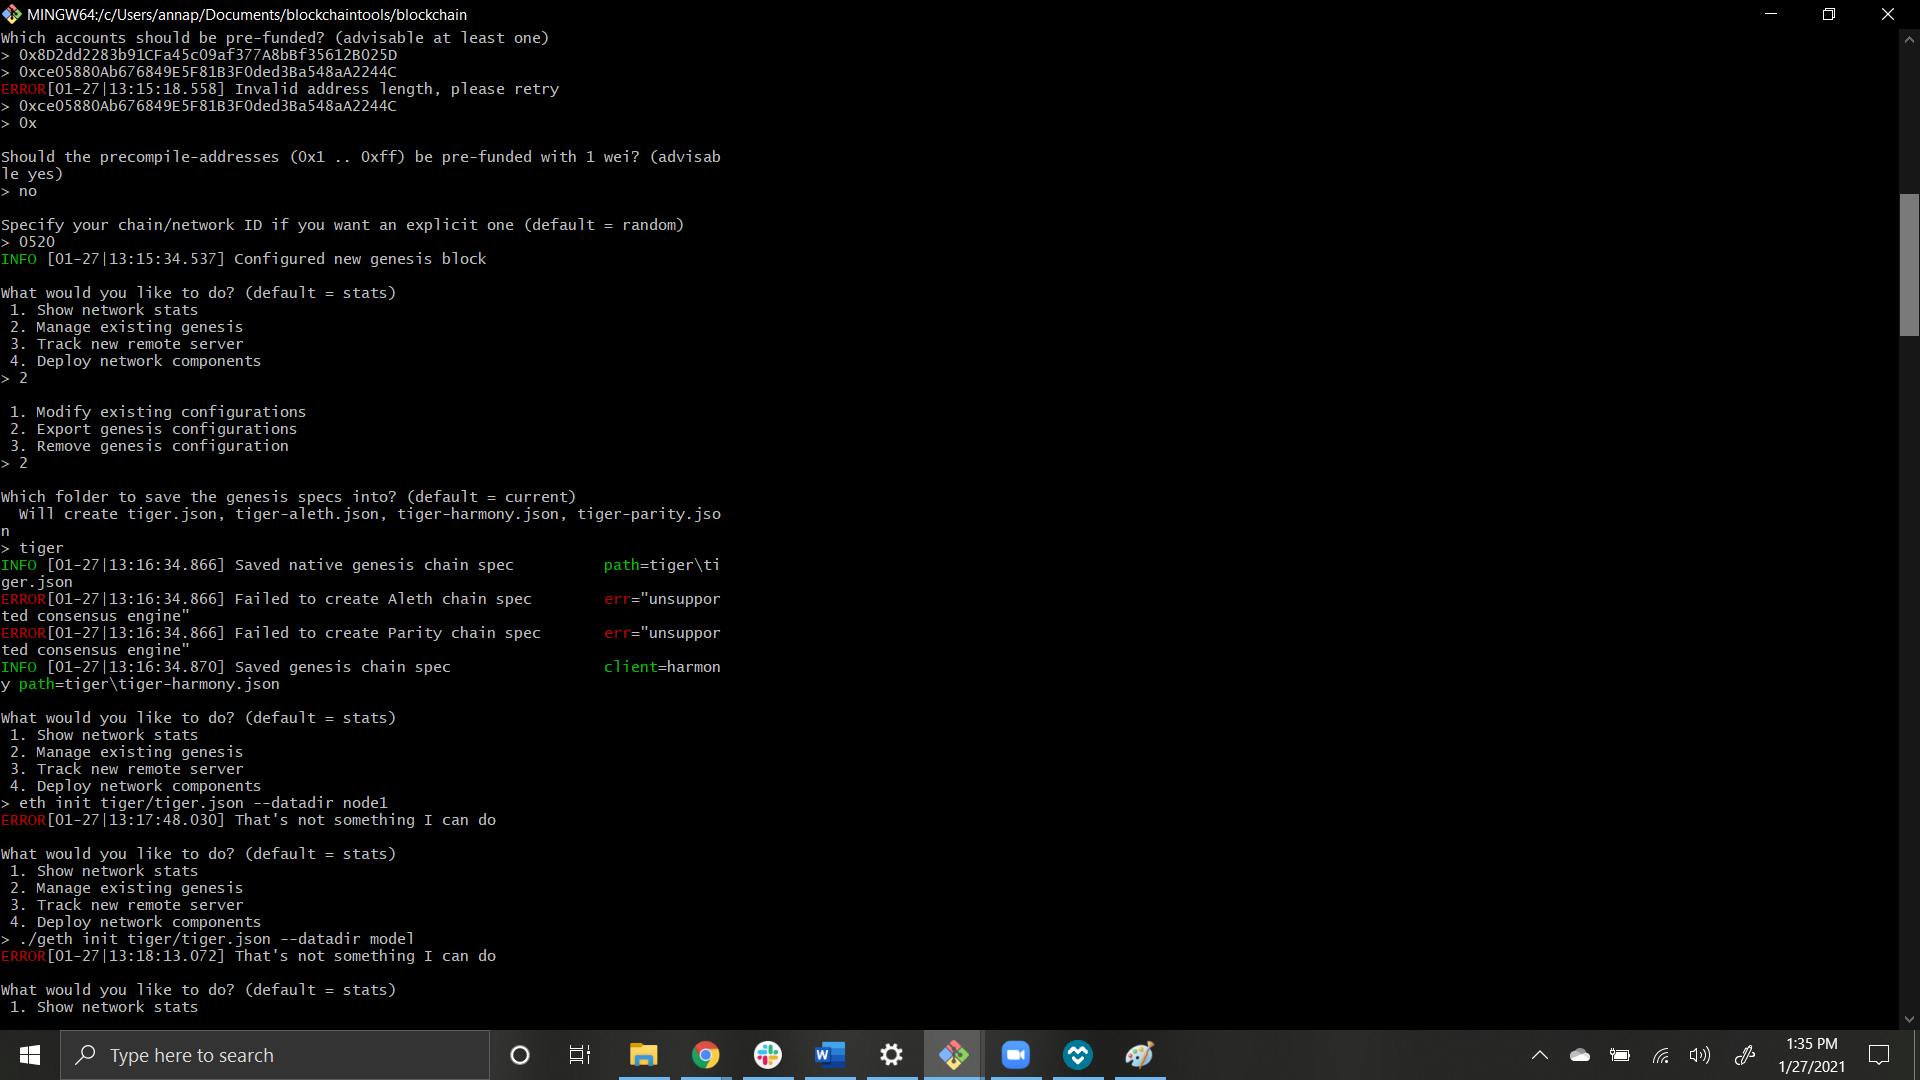 MINGW64:/c/Users/annap/Documents/blockchaintools/blockchain
Which accounts should be pre-funded? (advisable at least one)
> 0x8D2dd2283b91CFa45c09af377A8bBf35612B025D
> 0xce05880Ab676849E5F81B3F0ded3Ba548aA2244C
ERROR[01-27|13:15:18.558] Invalid address length, please retry
> 0xce05880Ab676849E5F81B3F0ded3Ba548aA2244C
> 0x
Should the precompile-addresses (0x1 .. 0xff) be pre-funded with 1 wei? (advisab
le yes)
> no
Specify your chain/network ID if you want an explicit one (default = random)
> 0520
INFO [01-27|13:15:34.537] Configured new genesis block
What would you like to do? (default = stats)
1. Show network stats
2. Manage existing genesis
3. Track new remote server
4. Deploy network components
> 2
1. Modify existing configurations
2. Export genesis configurations
3. Remove genesis configuration
> 2
Which folder to save the genesis specs into? (default = current)
Will create tiger.json, tiger-aleth.json, tiger-harmony.json, tiger-parity.jso
n
> tiger
INFO [01-27|13:16:34.866] Saved native genesis chain spec path=tiger\ti
ger.json
ERROR[01-27|13:16:34.866] Failed to create Aleth chain spec err="unsuppor
ted consensus engine"
ERROR[01-27|13:16:34.866] Failed to create Parity chain spec err="unsuppor
ted consensus engine"
INFO [01-27|13:16:34.870] Saved genesis chain spec client=harmon
y path=tiger\tiger-harmony.json
What would you like to do? (default = stats)
1. Show network stats
2. Manage existing genesis
3. Track new remote server
4. Deploy network components
> eth init tiger/tiger.json --datadir node1
ERROR[01-27|13:17:48.030] That's not something I can do
What would you like to do? (default = stats)
1. Show network stats
2. Manage existing genesis
3. Track new remote server
4. Deploy network components
> ./geth init tiger/tiger.json --datadir model
ERROR[01-27|13:18:13.072] That's not something I can do
What would you like to do? (default = stats)
1. Show network stats
Type here to search
1:35 PM
1/27/2021